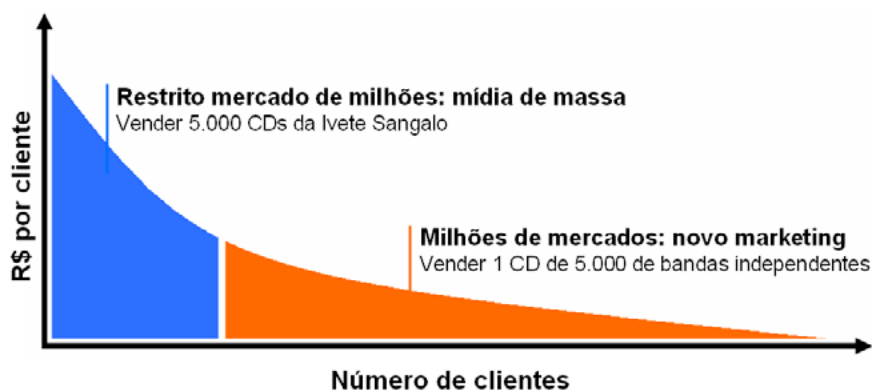 Restrito mercado de milhões: mídia de massa
Vender 5.000 CDs da Ivete Sangalo
R$ por cliente
Milhões de mercados: novo marketing
Vender 1 CD de 5.000 de bandas independentes
Número de clientes